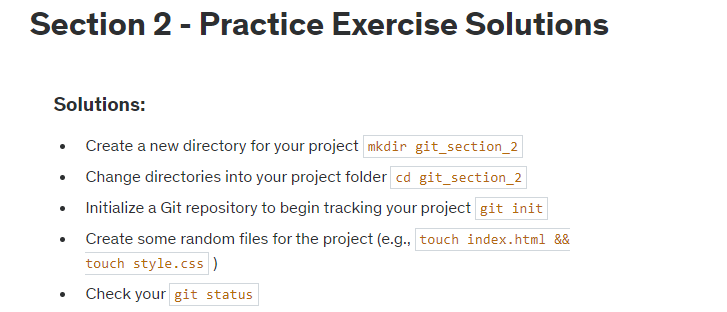 Section 2 - Practice Exercise Solutions
Solutions:
• Create a new directory for your project mkdir git_section_2
• Change directories into your project folder cd git_section_2
• Initialize a Git repository to begin tracking your project git init
• Create some random files for the project (e.g., touch index.html &&
touch style.css )
• Check your git status